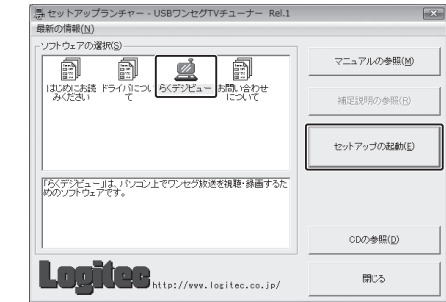 セットアップランチャー - USBワンセグTVチューナー Rel.1
最新の情報(N)
ソフトウェアの選択(S)
はじめにお読
みください
ドライバについ
て
らくデジビュー
お問い合わせ
について
マニュアルの参照(M)
補足説明の参照(R)
セットアップの起動(E)
「らくデジビュー」は、パソコン上でワンセグ放送を視聴・録画するた
めのソフトウェアです。
CDの参照(D)
Logitec
http://www.logitec.co.jp/
閉じる